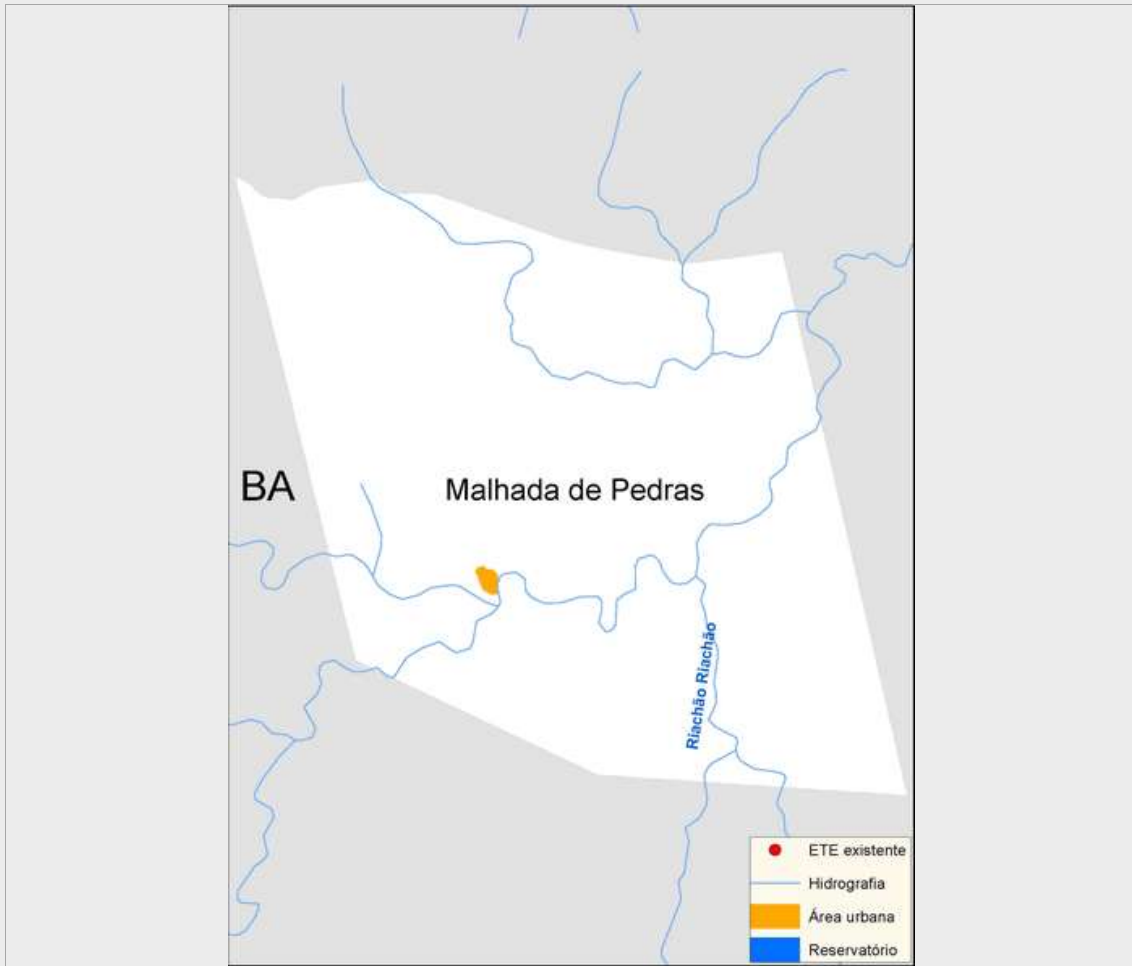 BA
Malhada de Pedras
Riachão Riachão
ETE existente
Hidrografia
Área urbana
Reservatório